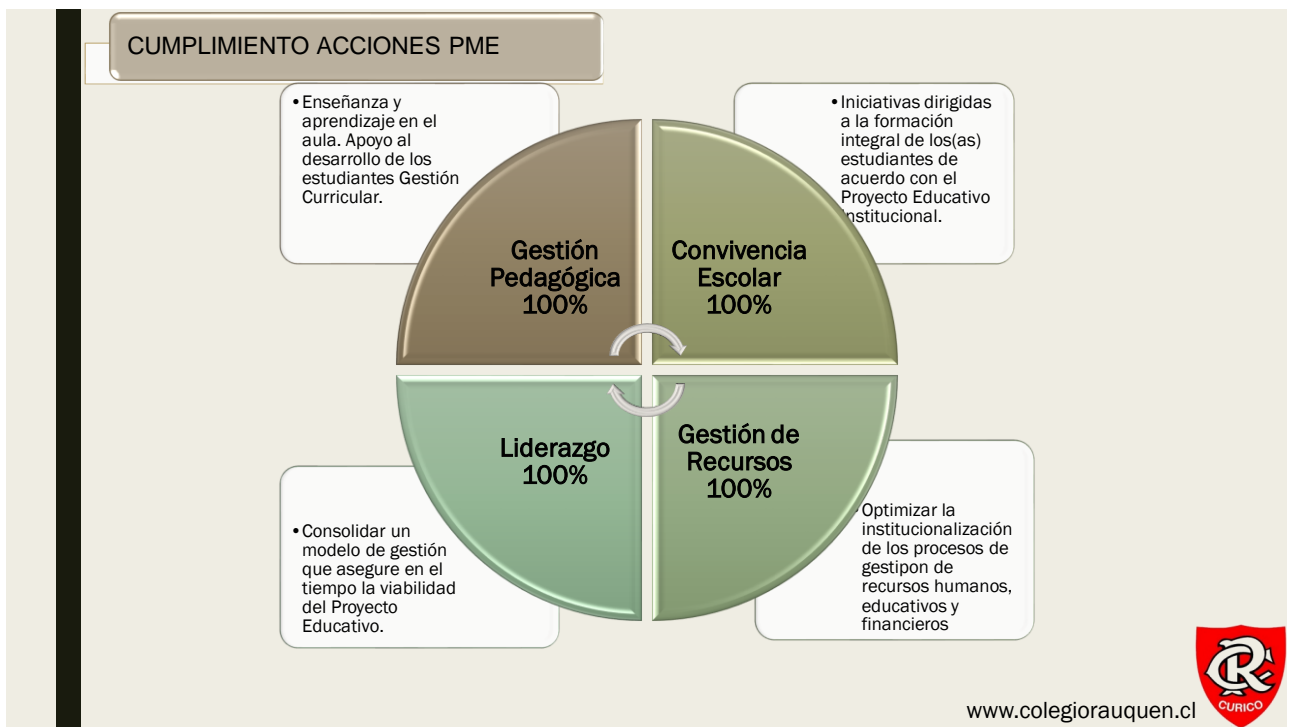 CUMPLIMIENTO ACCIONES PME
•Enseñanza y
aprendizaje en el
aula. Apoyo al
desarrollo de los
estudiantes Gestión
Curricular.
•Iniciativas dirigidas
a la formación
integral de los(as)
estudiantes de
acuerdo con el
Proyecto Educativo
Institucional.
Gestión
Pedagógica
100%
Convivencia
Escolar
100%
Liderazgo
100%
Gestión de
Recursos
100%
•Consolidar un
modelo de gestión
que asegure en el
tiempo la viabilidad
del Proyecto
Educativo.
•Optimizar la
institucionalización
de los procesos de
gestipon de
recursos humanos,
educativos y
financieros
www.colegiorauquen.cl
CR
CURICO